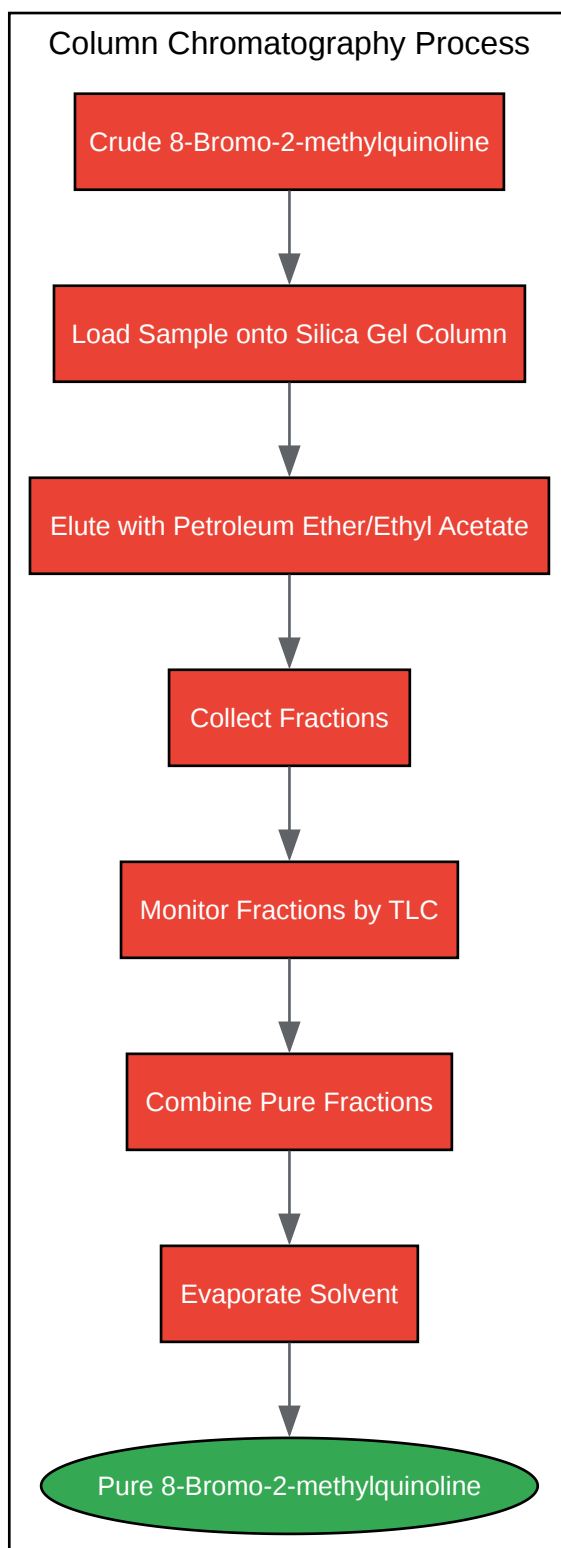 Column Chromatography Process
Crude 8-Bromo-2-methylquinoline
Load Sample onto Silica Gel Column
Elute with Petroleum Ether/Ethyl Acetate
Collect Fractions
Monitor Fractions by TLC
Combine Pure Fractions
Evaporate Solvent
Pure 8-Bromo-2-methylquinoline